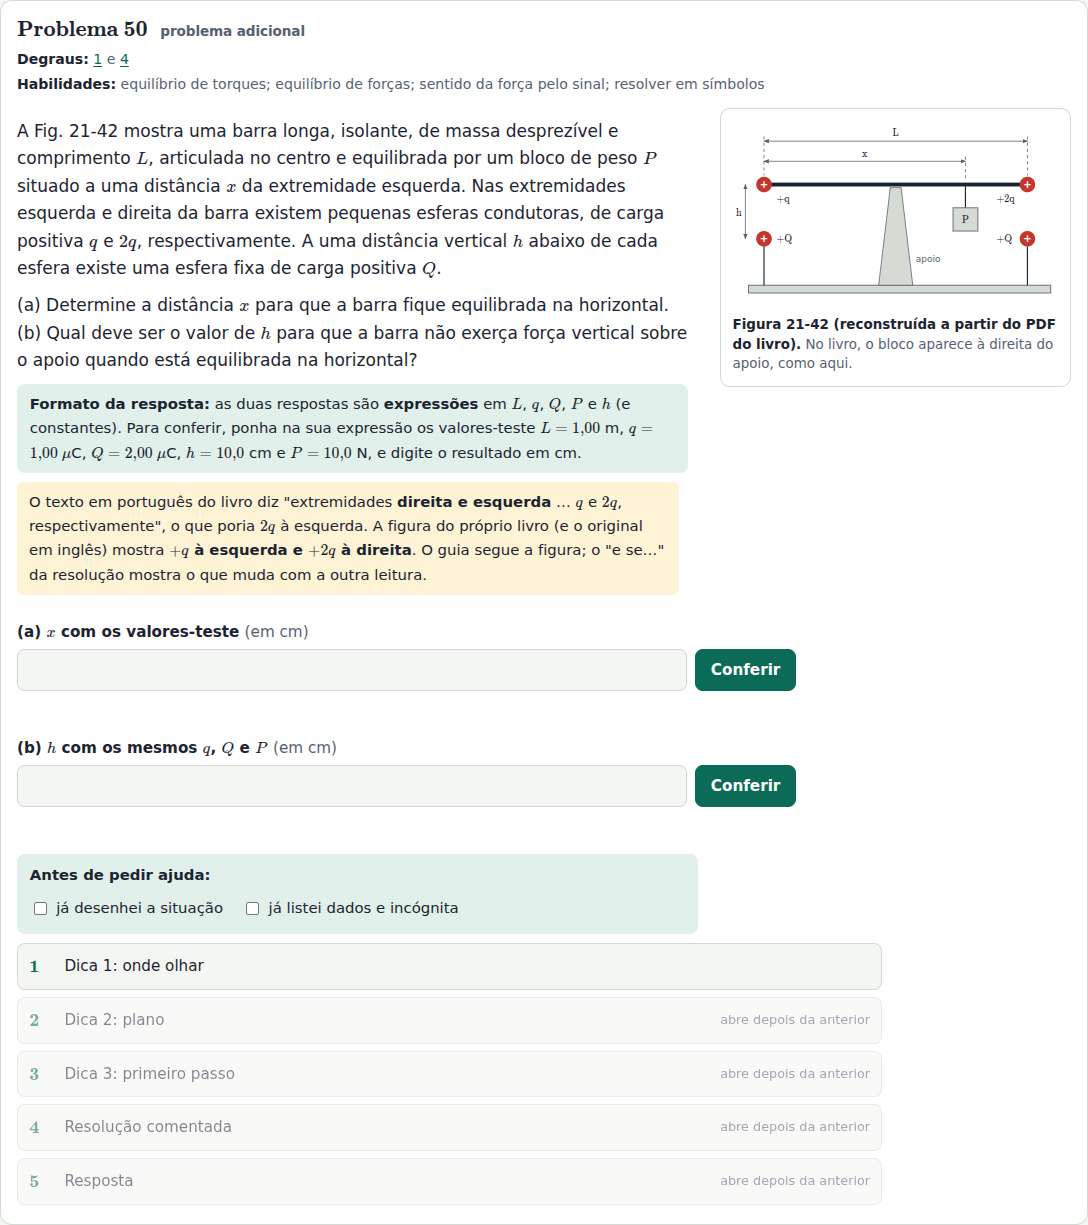 Problema 50 problema adicional
Degraus: 1 e 4
Habilidades: equilíbrio de torques; equilíbrio de forças; sentido da força pelo sinal; resolver em símbolos
A Fig. 21-42 mostra uma barra longa, isolante, de massa desprezível e
comprimento L, articulada no centro e equilibrada por um bloco de peso P
situado a uma distância x da extremidade esquerda. Nas extremidades
esquerda e direita da barra existem pequenas esferas condutoras, de carga
positiva q e 2q, respectivamente. A uma distância vertical h abaixo de cada
esfera existe uma esfera fixa de carga positiva Q.
(a) Determine a distância x para que a barra fique equilibrada na horizontal.
(b) Qual deve ser o valor de h para que a barra não exerça força vertical sobre
o apoio quando está equilibrada na horizontal?
L
x
+ +
+q +2q
h
P
+ +Q +Q +
apoio
Figura 21-42 (reconstruída a partir do PDF
do livro). No livro, o bloco aparece à direita do
apoio, como aqui.
Formato da resposta: as duas respostas são expressões em L, q, Q, P e h (e
constantes). Para conferir, ponha na sua expressão os valores-teste L = 1,00 m, q =
1,00 μC, Q = 2,00 μC, h = 10,0 cm e P = 10,0 N, e digite o resultado em cm.
O texto em português do livro diz "extremidades direita e esquerda … q e 2q,
respectivamente", o que poria 2q à esquerda. A figura do próprio livro (e o original
em inglês) mostra +q à esquerda e +2q à direita. O guia segue a figura; o "e se…"
da resolução mostra o que muda com a outra leitura.
(a) x com os valores-teste (em cm)
Conferir
(b) h com os mesmos q, Q e P (em cm)
Conferir
Antes de pedir ajuda:
já desenhei a situação já listei dados e incógnita
1 Dica 1: onde olhar
2 Dica 2: plano abre depois da anterior
3 Dica 3: primeiro passo abre depois da anterior
4 Resolução comentada abre depois da anterior
5 Resposta abre depois da anterior